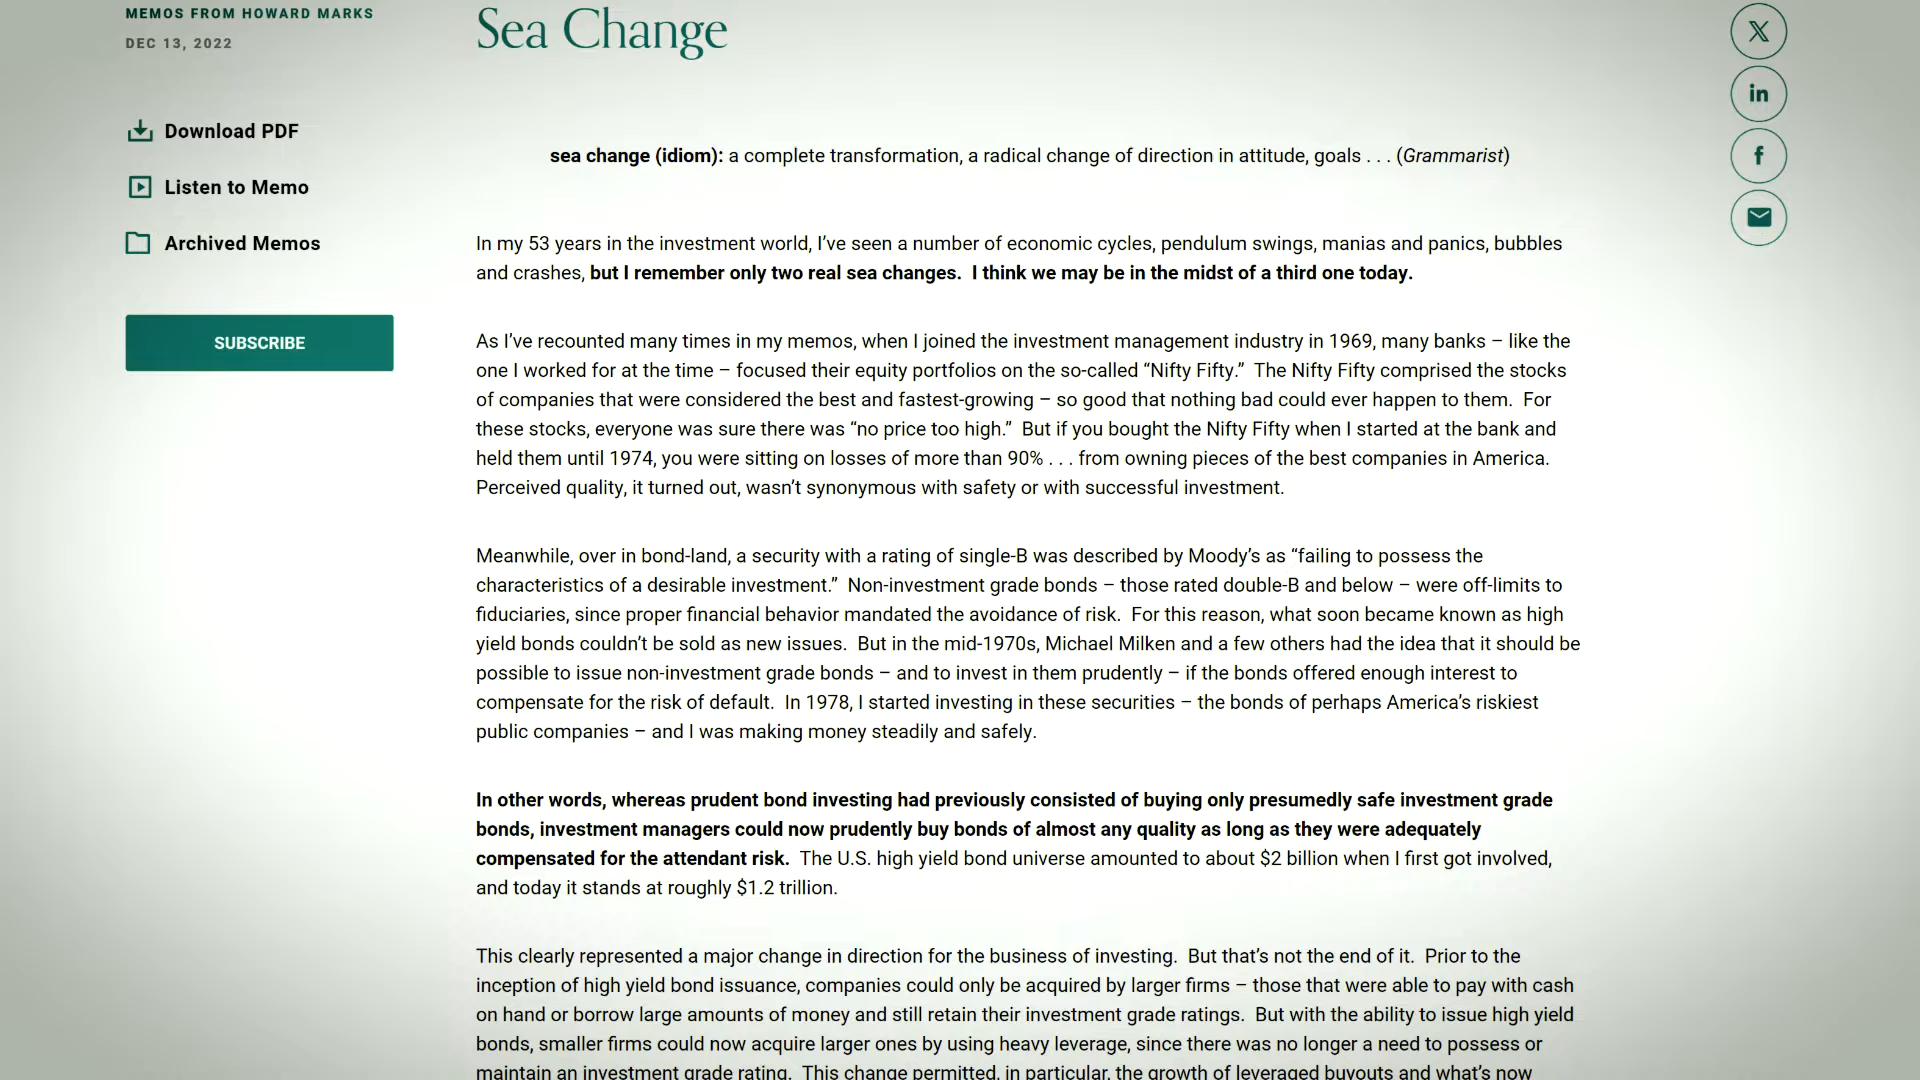 MEMOS FROM HOWARD MARKS
DEC 13, 2022
Download PDF
Listen to Memo
Archived Memos
SUBSCRIBE
Sea Change
sea change (idiom): a complete transformation, a radical change of direction in attitude, goals . . . (Grammarist)
In my 53 years in the investment world, I’ve seen a number of economic cycles, pendulum swings, manias and panics, bubbles
and crashes, but I remember only two real sea changes.  I think we may be in the midst of a third one today.
As I’ve recounted many times in my memos, when I joined the investment management industry in 1969, many banks – like the
one I worked for at the time – focused their equity portfolios on the so-called “Nifty Fifty.”  The Nifty Fifty comprised the stocks
of companies that were considered the best and fastest-growing – so good that nothing bad could ever happen to them.  For
these stocks, everyone was sure there was “no price too high.”  But if you bought the Nifty Fifty when I started at the bank and
held them until 1974, you were sitting on losses of more than 90% . . . from owning pieces of the best companies in America.
Perceived quality, it turned out, wasn’t synonymous with safety or with successful investment.
Meanwhile, over in bond-land, a security with a rating of single-B was described by Moody’s as “failing to possess the
characteristics of a desirable investment.”  Non-investment grade bonds – those rated double-B and below – were off-limits to
fiduciaries, since proper financial behavior mandated the avoidance of risk.  For this reason, what soon became known as high
yield bonds couldn’t be sold as new issues.  But in the mid-1970s, Michael Milken and a few others had the idea that it should be
possible to issue non-investment grade bonds – and to invest in them prudently – if the bonds offered enough interest to
compensate for the risk of default.  In 1978, I started investing in these securities – the bonds of perhaps America’s riskiest
public companies – and I was making money steadily and safely.
In other words, whereas prudent bond investing had previously consisted of buying only presumedly safe investment grade
bonds, investment managers could now prudently buy bonds of almost any quality as long as they were adequately
compensated for the attendant risk.  The U.S. high yield bond universe amounted to about $2 billion when I first got involved,
and today it stands at roughly $1.2 trillion.
This clearly represented a major change in direction for the business of investing.  But that’s not the end of it.  Prior to the
inception of high yield bond issuance, companies could only be acquired by larger firms – those that were able to pay with cash
on hand or borrow large amounts of money and still retain their investment grade ratings.  But with the ability to issue high yield
bonds, smaller firms could now acquire larger ones by using heavy leverage, since there was no longer a need to possess or
maintain an investment grade rating.  This change permitted, in particular, the growth of leveraged buyouts and what’s now
X
in
f